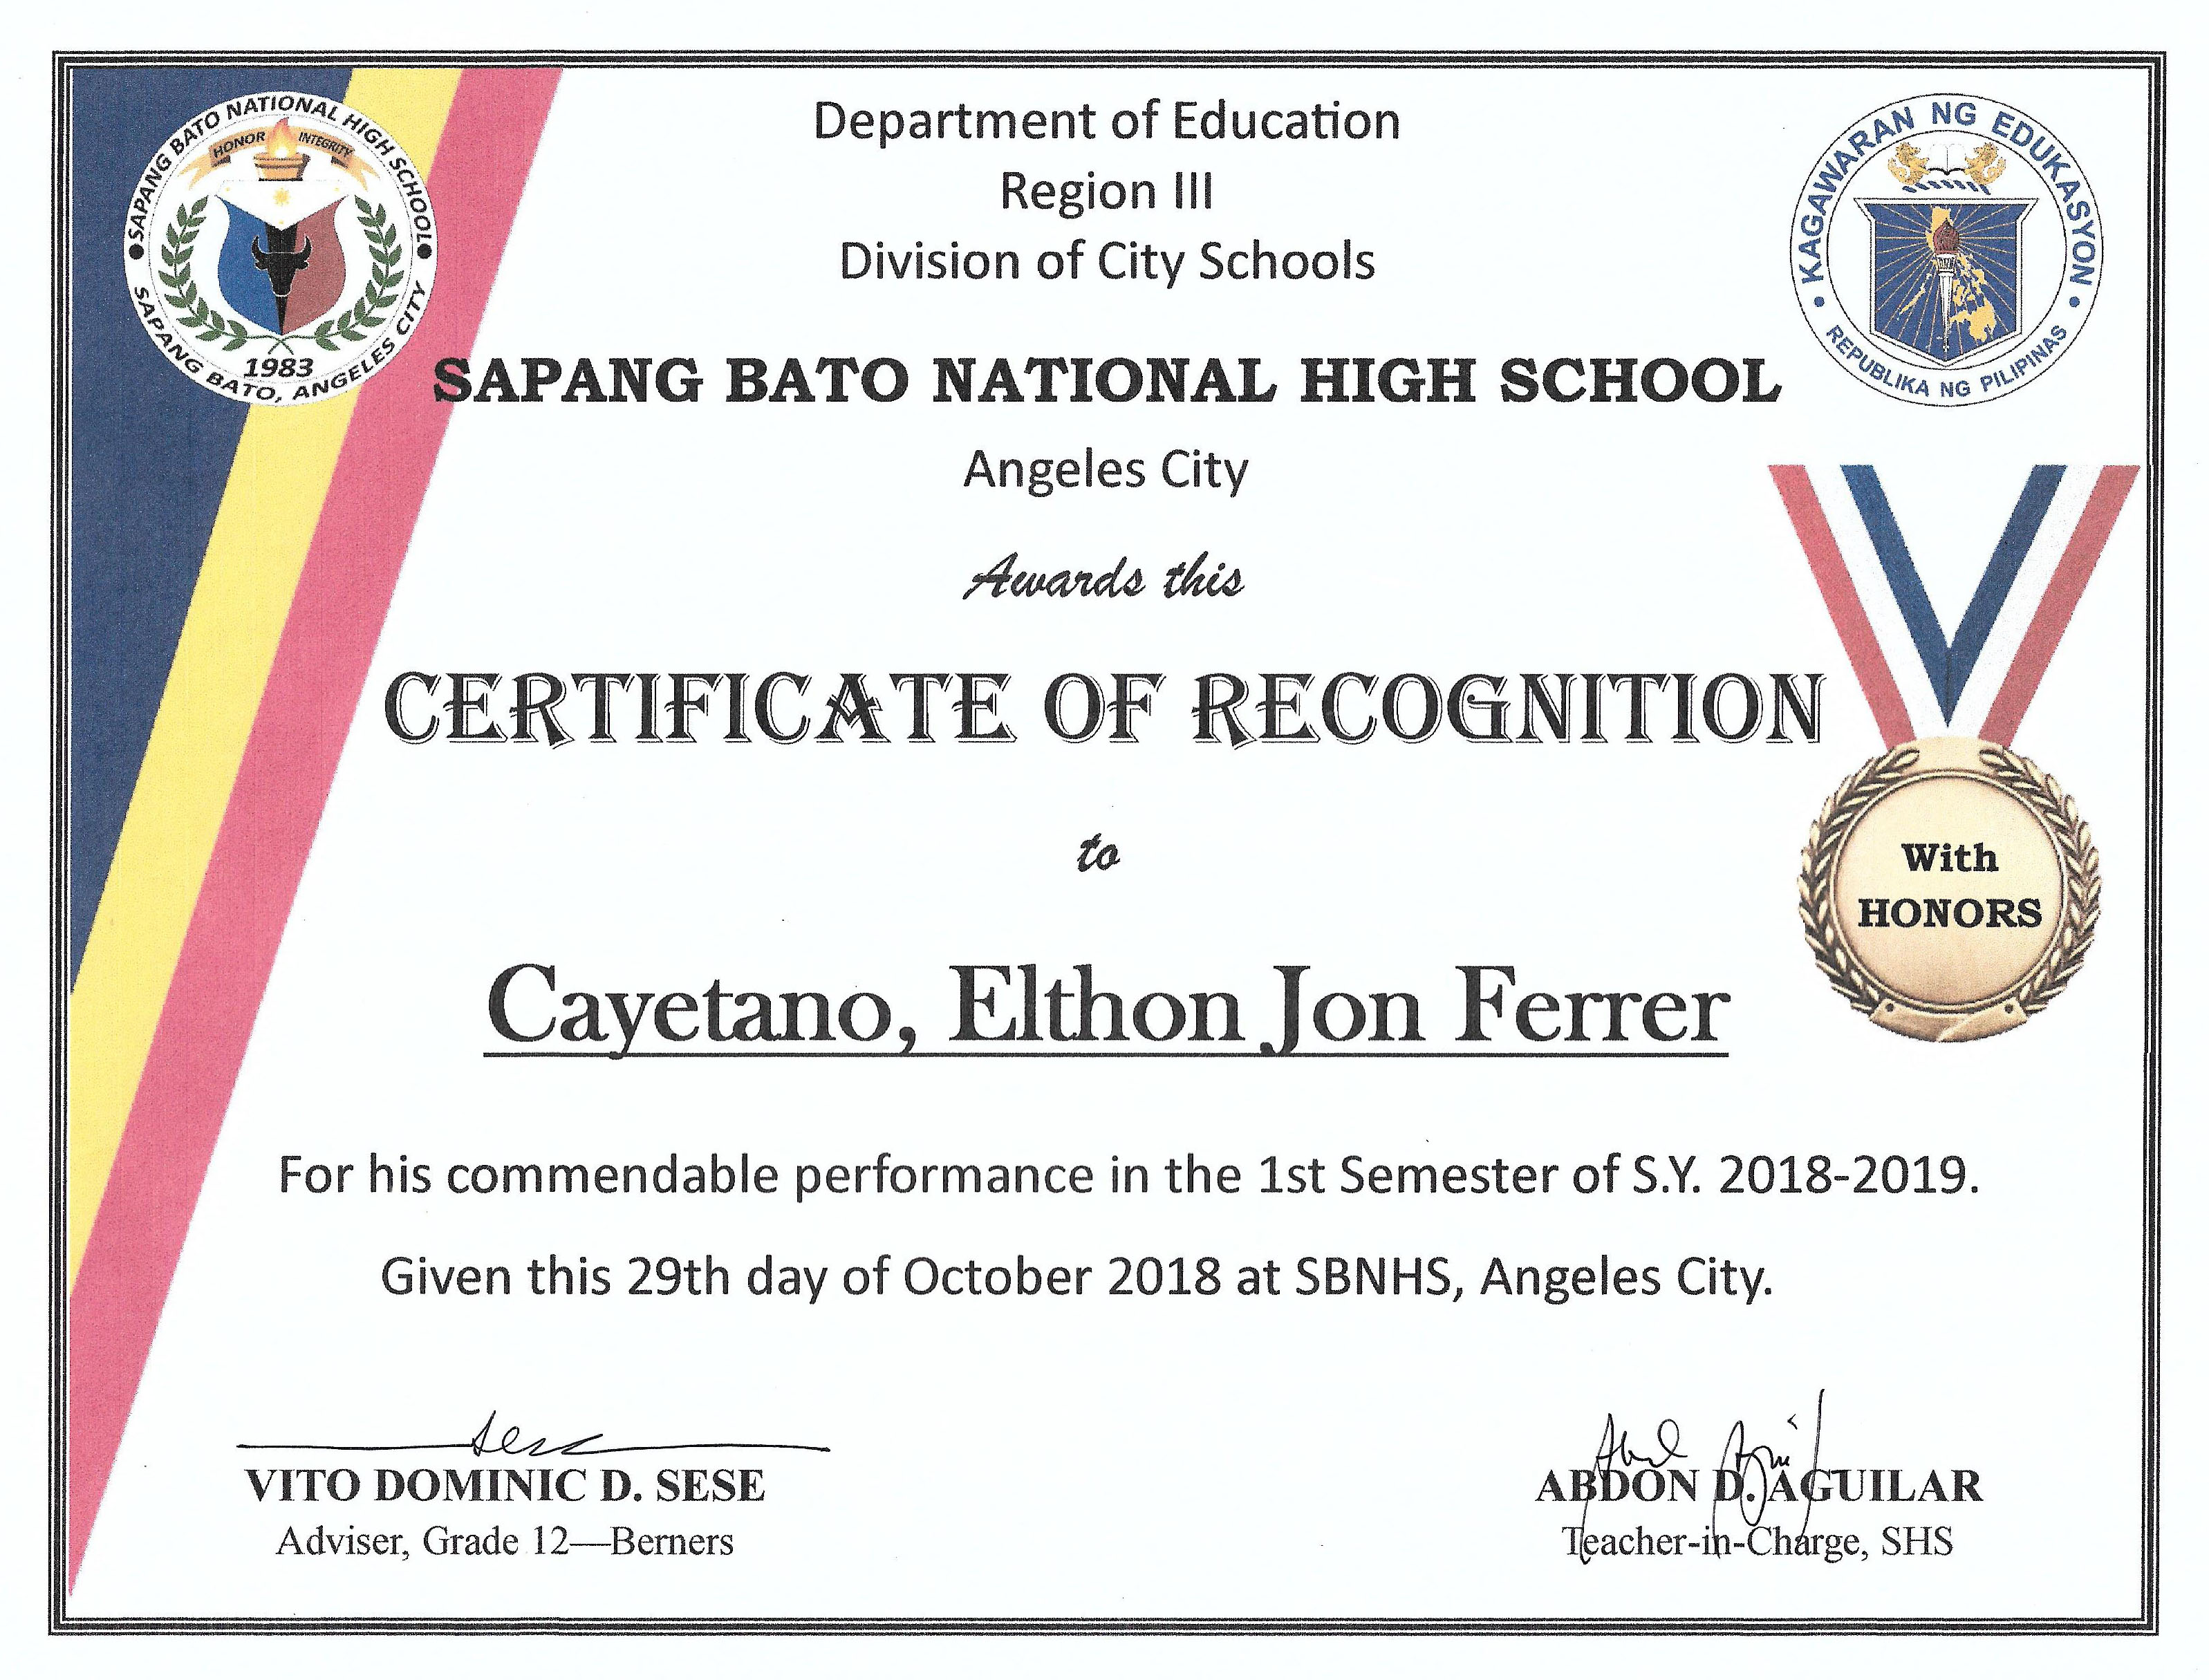 SAPANG BATO NATIONAL HIGH SCHOOL
HONOR INTEGRITY
1983
SAPANG BATO, ANGELES CITY
KAGAWARAN NG EDUKASYON
REPUBLIKA NG PILIPINAS
Department of Education
Region III
Division of City Schools
SAPANG BATO NATIONAL HIGH SCHOOL
Angeles City
Awards this
CERTIFICATE OF RECOGNITION
to
With
HONORS
Cayetano, Elthon Jon Ferrer
For his commendable performance in the 1st Semester of S.Y. 2018-2019.
Given this 29th day of October 2018 at SBNHS, Angeles City.
VITO DOMINIC D. SESE
Adviser, Grade 12—Berners
ABDON D. AGUILAR
Teacher-in-Charge, SHS